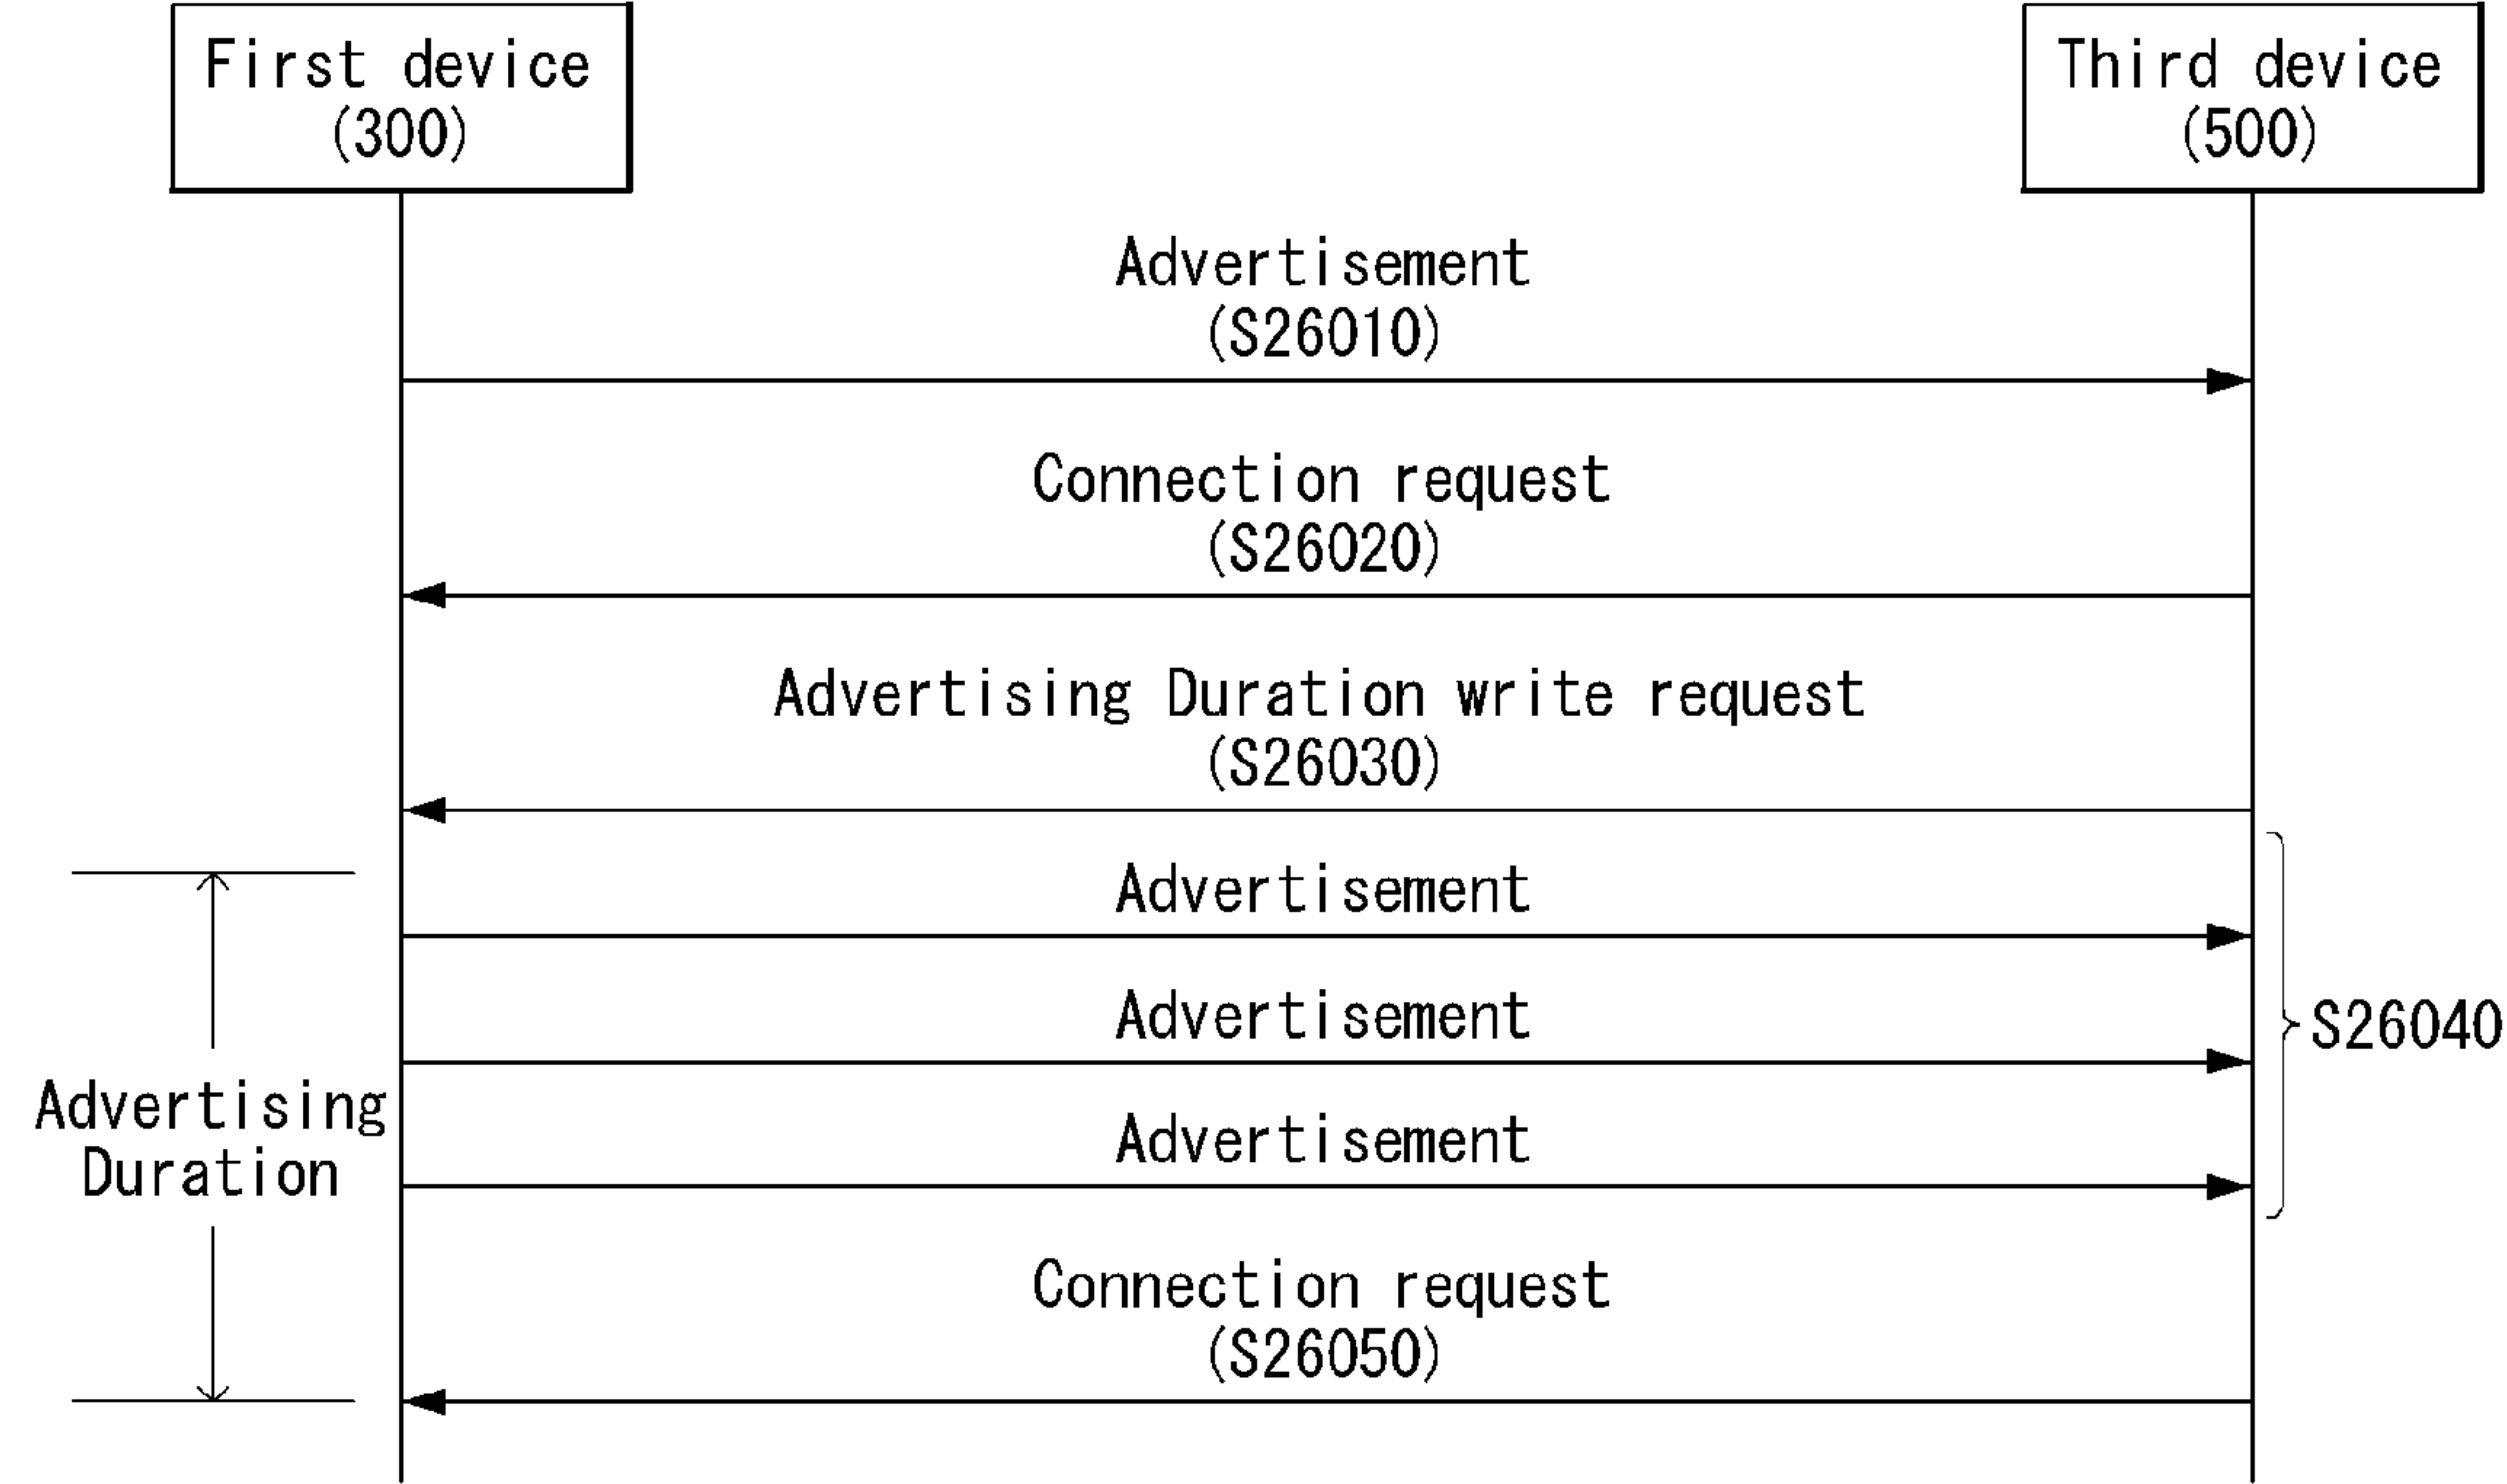 First device
(300)
Third device
(500)
Advertisement
(S26010)
Connection request
(S26020)
Advertising Duration write request
(S26030)
Advertisement
Advertisement
S26040
Advertising
Duration
Advertisement
Connection request
(S26050)